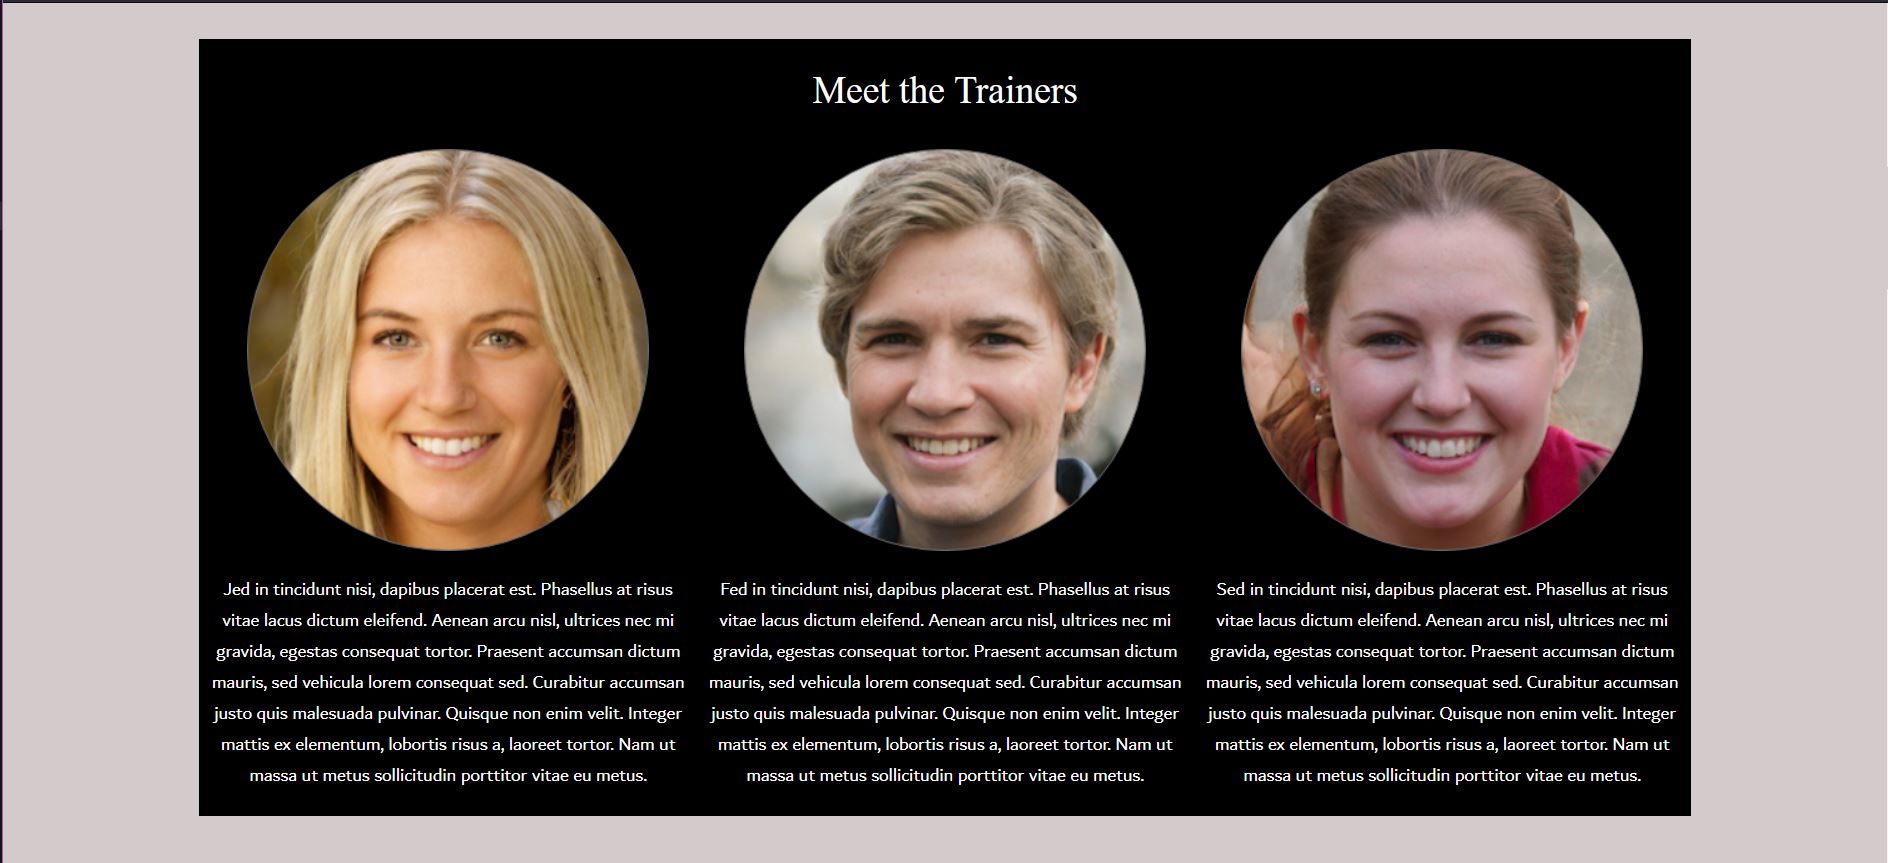 Meet the Trainers
Jed in tincidunt nisi, dapibus placerat est. Phasellus at risus
vitae lacus dictum eleifend. Aenean arcu nisl, ultrices nec mi
gravida, egestas consequat tortor. Praesent accumsan dictum
mauris, sed vehicula lorem consequat sed. Curabitur accumsan
justo quis malesuada pulvinar. Quisque non enim velit. Integer
mattis ex elementum, lobortis risus a, laoreet tortor. Nam ut
massa ut metus sollicitudin porttitor vitae eu metus.
Fed in tincidunt nisi, dapibus placerat est. Phasellus at risus
vitae lacus dictum eleifend. Aenean arcu nisl, ultrices nec mi
gravida, egestas consequat tortor. Praesent accumsan dictum
mauris, sed vehicula lorem consequat sed. Curabitur accumsan
justo quis malesuada pulvinar. Quisque non enim velit. Integer
mattis ex elementum, lobortis risus a, laoreet tortor. Nam ut
massa ut metus sollicitudin porttitor vitae eu metus.
Sed in tincidunt nisi, dapibus placerat est. Phasellus at risus
vitae lacus dictum eleifend. Aenean arcu nisl, ultrices nec mi
gravida, egestas consequat tortor. Praesent accumsan dictum
mauris, sed vehicula lorem consequat sed. Curabitur accumsan
justo quis malesuada pulvinar. Quisque non enim velit. Integer
mattis ex elementum, lobortis risus a, laoreet tortor. Nam ut
massa ut metus sollicitudin porttitor vitae eu metus.